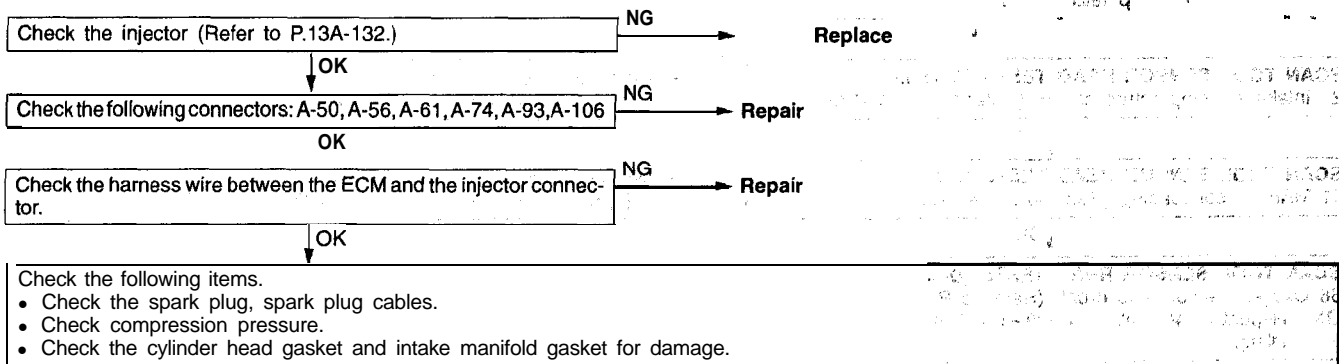 NG
Check the injector (Refer to P.13A-132.)
Replace
OK
NG
Check the following connectors: A-50, A-56, A-61, A-74, A-93, A-106
Repair
OK
NG
Check the harness wire between the ECM and the injector connec-
tor.
Repair
OK
Check the following items.
• Check the spark plug, spark plug cables.
• Check compression pressure.
• Check the cylinder head gasket and intake manifold gasket for damage.